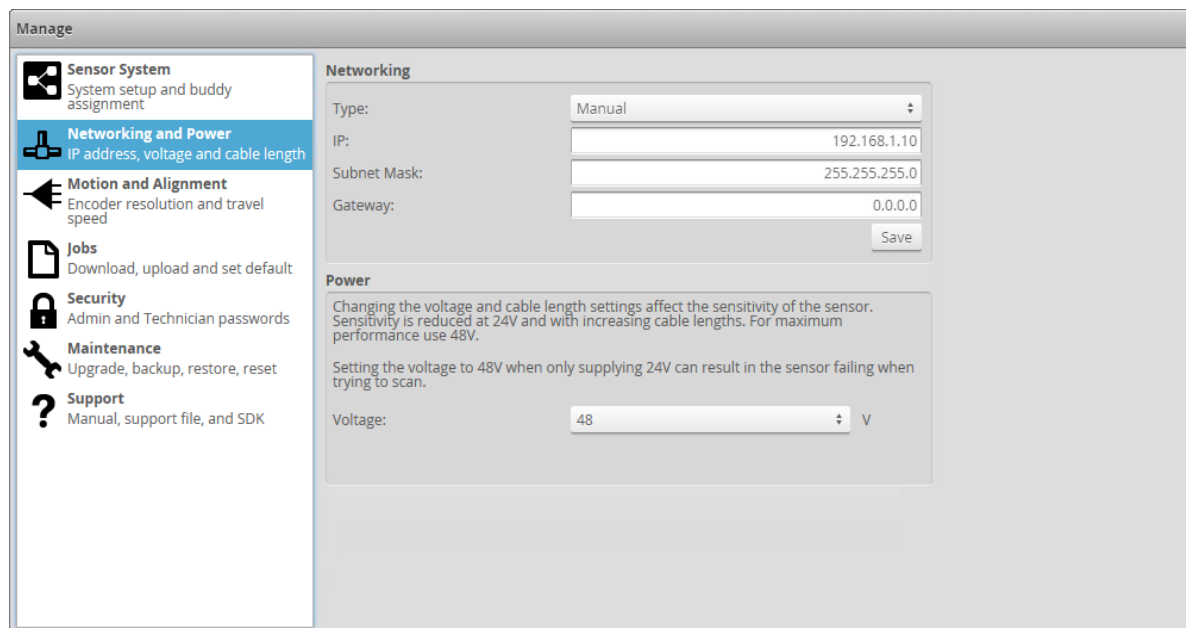 Manage
Sensor System
System setup and buddy
assignment
Networking and Power
IP address, voltage and cable length
Motion and Alignment
Encoder resolution and travel
speed
Jobs
Download, upload and set default
Security
Admin and Technician passwords
Maintenance
Upgrade, backup, restore, reset
Support
Manual, support file, and SDK
Networking
Type: Manual
IP: 192.168.1.10
Subnet Mask: 255.255.255.0
Gateway: 0.0.0.0
Save
Power
Changing the voltage and cable length settings affect the sensitivity of the sensor.
Sensitivity is reduced at 24V and with increasing cable lengths. For maximum
performance use 48V.
Setting the voltage to 48V when only supplying 24V can result in the sensor failing when
trying to scan.
Voltage: 48 V